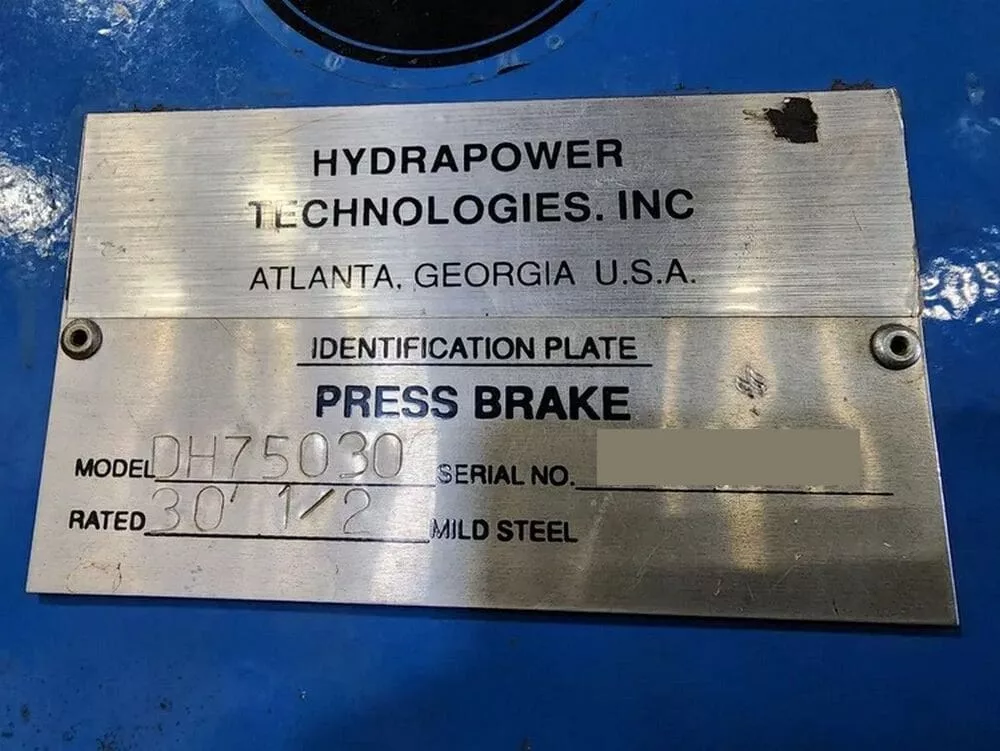 HYDRAPOWER
TECHNOLOGIES. INC
ATLANTA, GEORGIA U.S.A.
IDENTIFICATION PLATE
PRESS BRAKE
MODEL DH75030 SERIAL NO.
RATED 30' 1/2 MILD STEEL